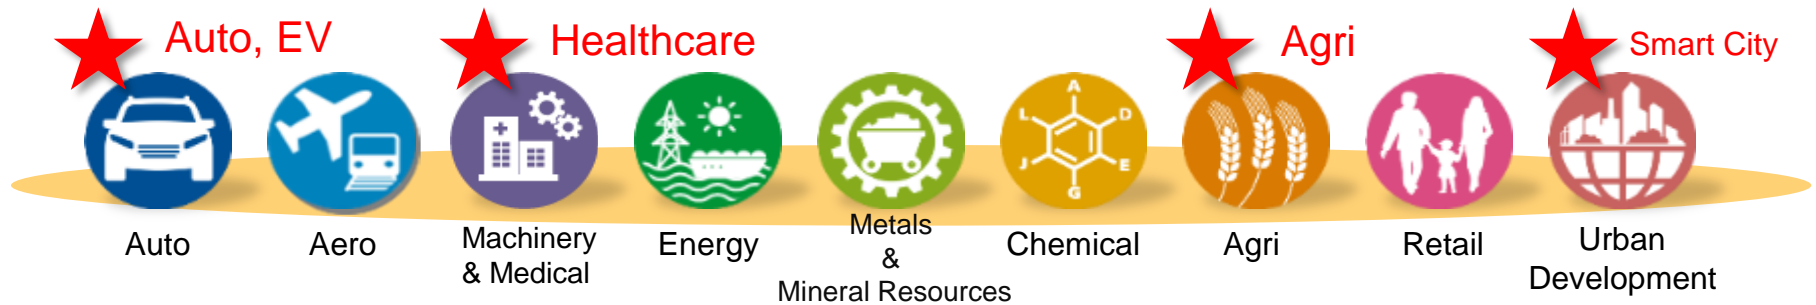 Auto, EV
Healthcare
Agri
Smart City
A
L
D
J
E
G
Auto
Aero
Machinery
& Medical
Energy
Metals
&
Mineral Resources
Chemical
Agri
Retail
Urban
Development